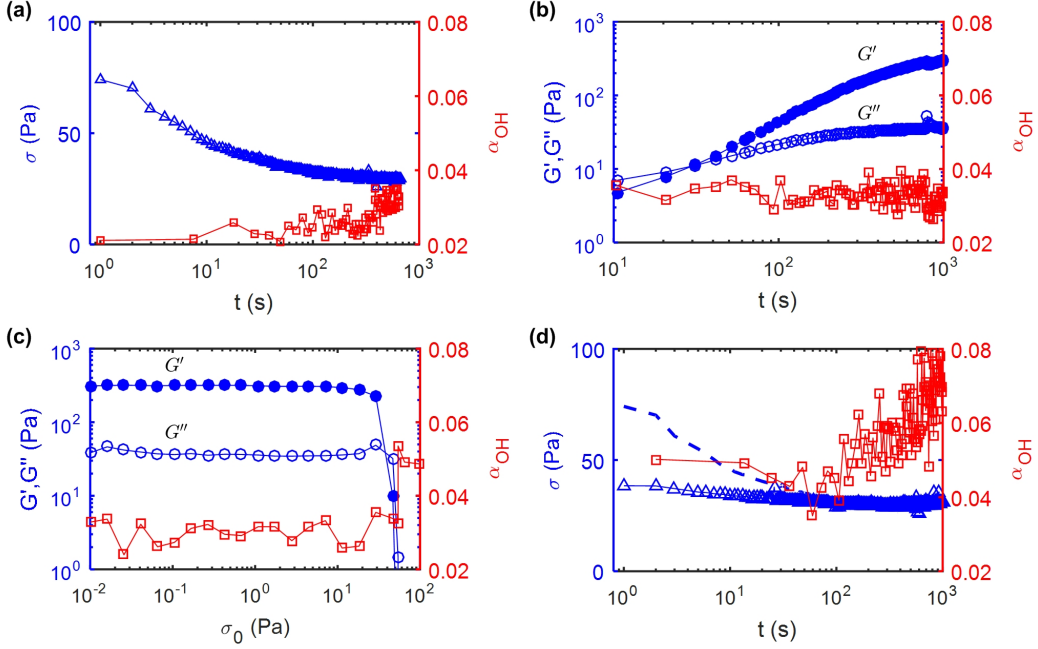 (a)
100
50
0
σ (Pa)
0.08
0.06
0.04
0.02
α_OH
10^0
10^1
10^2
10^3
t (s)
(b)
10^3
10^2
10^1
10^0
G',G'' (Pa)
G'
G''
0.08
0.06
0.04
0.02
α_OH
10^1
10^2
10^3
t (s)
(c)
10^3
10^2
10^1
10^0
G',G'' (Pa)
G'
G''
0.08
0.06
0.04
0.02
α_OH
10^-2
10^-1
10^0
10^1
10^2
σ_0 (Pa)
(d)
100
50
0
σ (Pa)
0.08
0.06
0.04
0.02
α_OH
10^0
10^1
10^2
10^3
t (s)